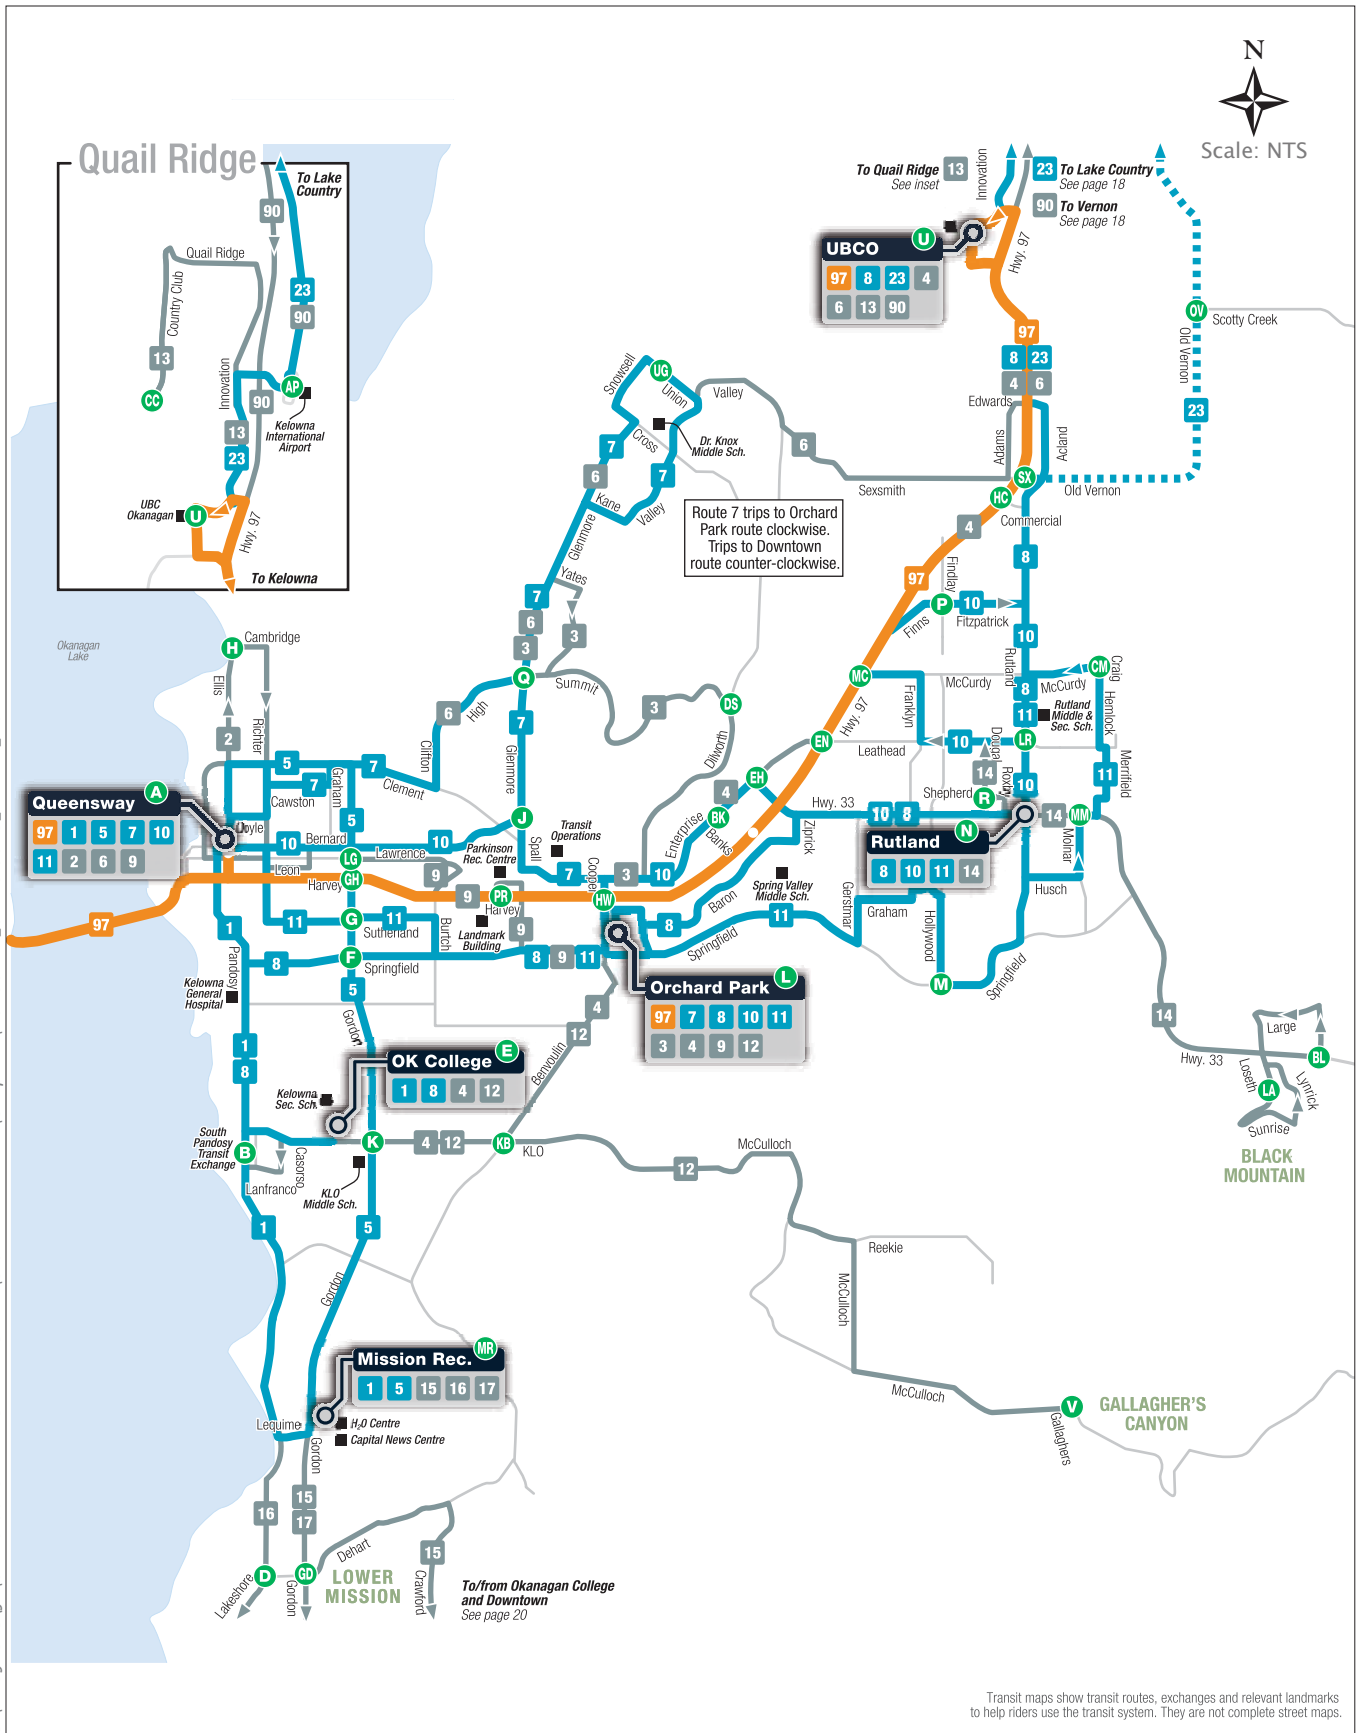 N
Scale: NTS
Quail Ridge
To Lake
Country
90
Quail Ridge
Country Club
23
90
13
CC
Innovation
AP
90
Kelowna
International
Airport
13
23
UBC
Okanagan
U
Hwy. 97
To Kelowna
To Quail Ridge
See inset
13
Innovation
23
To Lake Country
See page 18
90
To Vernon
See page 18
UBCO
U
97 8 23 4
6 13 90
Hwy. 97
97
8 23
4 6
Edwards
Adams
Acland
OV
Scotty Creek
Old Vernon
23
SX
Old Vernon
HC
Commercial
Snowsell
UG
Union
Valley
Cross
Dr. Knox
Middle Sch.
7
6
7
6
Kane
Valley
Sexsmith
Glenmore
Route 7 trips to Orchard
Park route clockwise.
Trips to Downtown
route counter-clockwise.
4
97
Findlay
8
P
10
Fitzpatrick
Finns
10
Yates
7
6
3
3
Okanagan
Lake
H
Cambridge
Ellis
Richter
2
Q
Summit
6
High
3
DS
7
Clifton
Glenmore
Dilworth
MC
Hwy. 97
EN
Franklyn
McCurdy
Rutland
8
McCurdy
CM
Craig
Hemlock
11
Rutland
Middle &
Sec. Sch.
Leathead
10
Dougal
LR
14
Roxby
10
11
Merrifield
Shepherd
R
5
7
7
Graham
Clement
Cawston
5
Queensway
A
97 1 5 7 10
11 2 6 9
Doyle
10
Bernard
LG
Lawrence
10
J
Spall
Leon
Harvey
GH
Transit
Operations
Parkinson
Rec. Centre
9
9
PR
Harvey
Landmark
Building
9
7
Cooper
3
10
HW
EH
4
BK
Enterprise
Banks
Hwy. 33
10 8
Ziprick
Rutland
N
8 10 11 14
14
MM
Molnar
Husch
Spring Valley
Middle Sch.
Baron
8
11
Springfield
Gerstmar
Graham
Hollywood
M
Springfield
97
11
G
11
Sutherland
Burtch
1
Pandosy
8
F
Springfield
8 9 11
Orchard Park
L
97 7 8 10 11
3 4 9 12
Kelowna
General
Hospital
5
Gordon
4
12
Benvoulin
1
8
OK College
E
1 8 4 12
Kelowna
Sec. Sch.
South
Pandosy
Transit
Exchange
B
Casorso
Lanfranco
K
KLO
Middle Sch.
4 12
KB
KLO
12
McCulloch
14
Hwy. 33
Large
BL
Loseth
LA
Lynrick
Sunrise
BLACK
MOUNTAIN
1
5
Gordon
Reekie
McCulloch
McCulloch
V
Gallaghers
GALLAGHER'S
CANYON
Mission Rec.
MR
1 5 15 16 17
Lequime
H2O Centre
Capital News Centre
Gordon
16
15
17
Dehart
15
Crawford
D
GD
Lakeshore
Gordon
LOWER
MISSION
To/from Okanagan College
and Downtown
See page 20
Transit maps show transit routes, exchanges and relevant landmarks
to help riders use the transit system. They are not complete street maps.